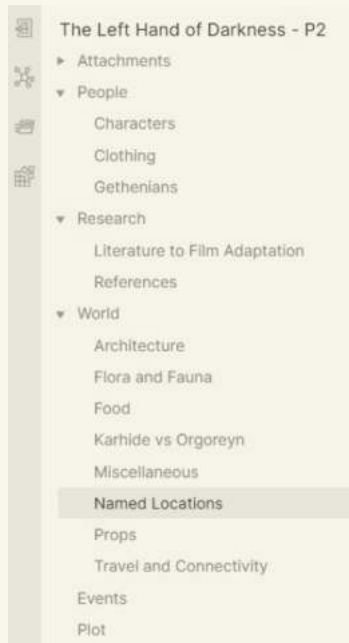 The Left Hand of Darkness - P2
Attachments
People
Characters
Clothing
Gethenians
Research
Literature to Film Adaptation
References
World
Architecture
Flora and Fauna
Food
Karhide vs Orgoreyn
Miscellaneous
Named Locations
Props
Travel and Connectivity
Events
Plot